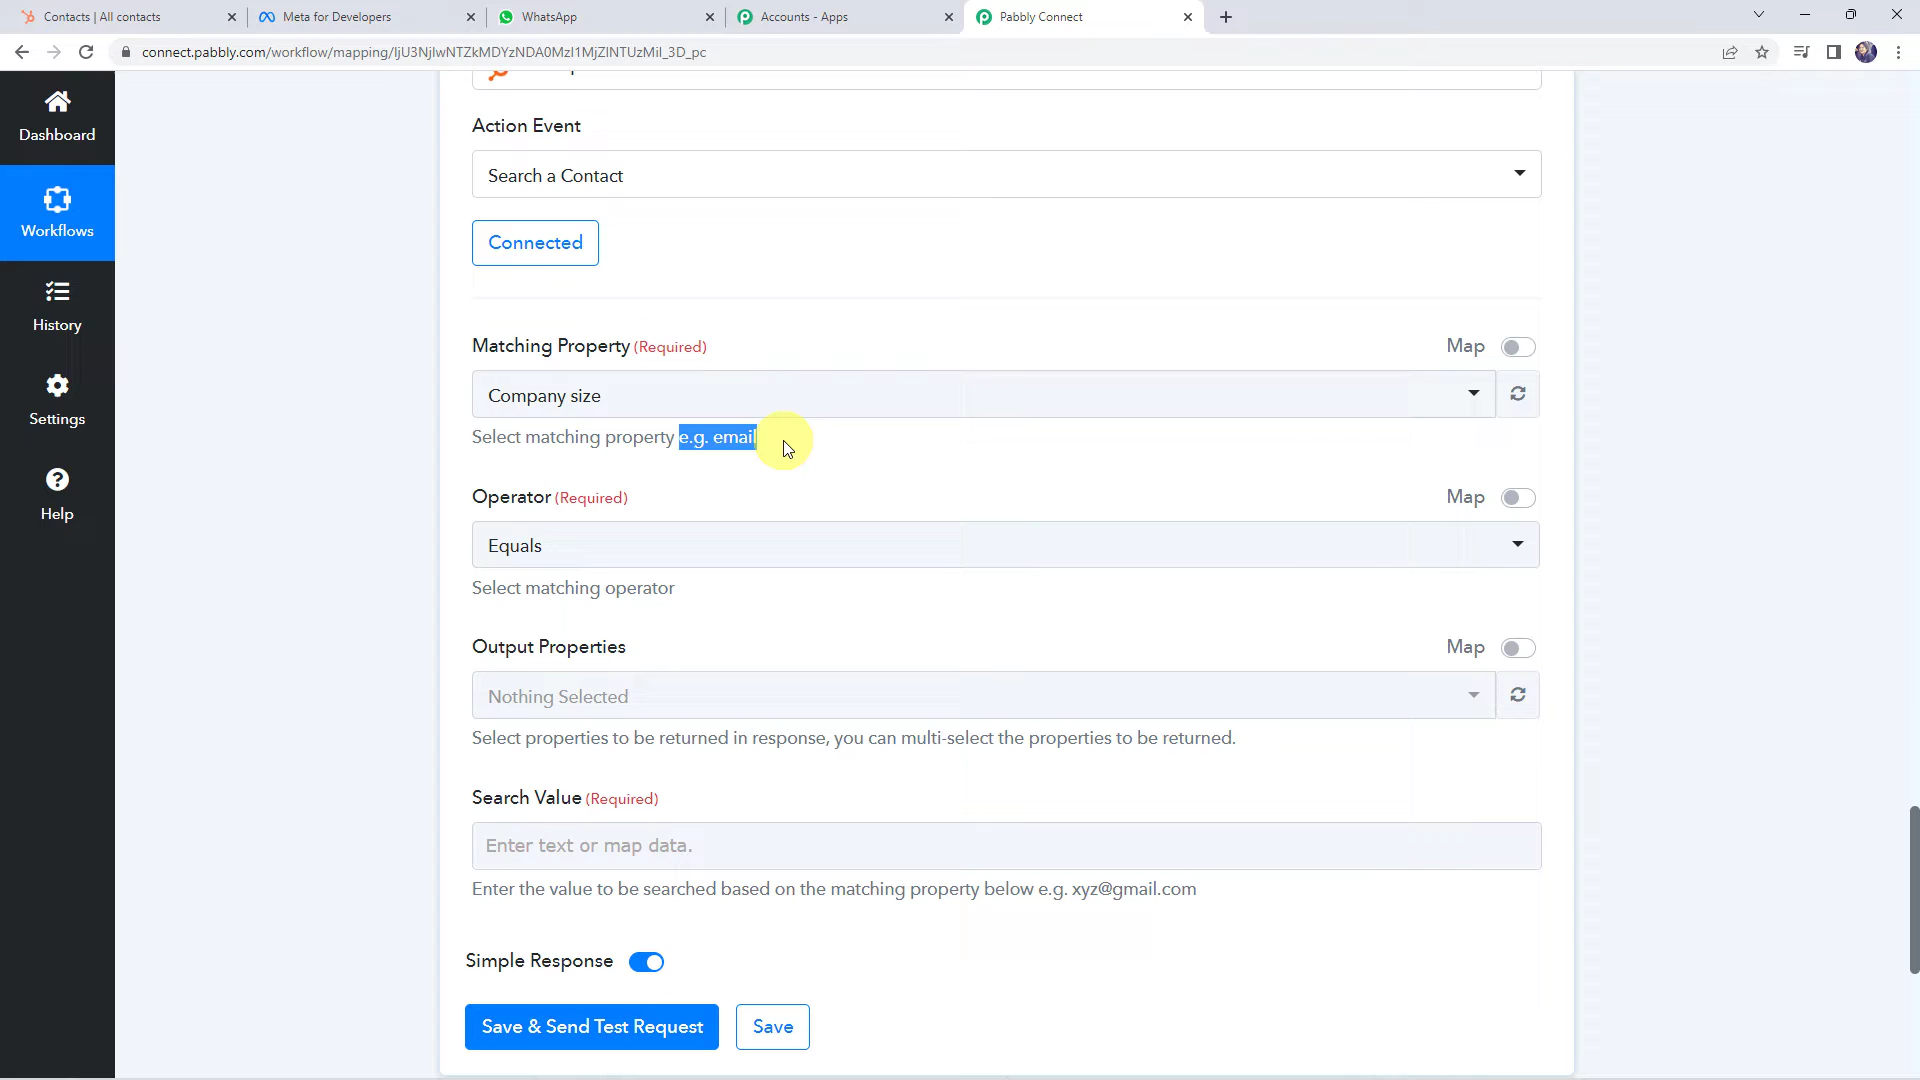 Contacts | All contacts
Meta for Developers
WhatsApp
Accounts - Apps
Pabbly Connect
connect.pabbly.com/workflow/mapping/IjU3NjIwNTZkMDYzNDA0MzI1MjZlNTUzMiI_3D_pc
Dashboard
Workflows
History
Settings
Help
Action Event
Search a Contact
Connected
Matching Property (Required)
Map
Company size
Select matching property e.g. email
Operator (Required)
Map
Equals
Select matching operator
Output Properties
Map
Nothing Selected
Select properties to be returned in response, you can multi-select the properties to be returned.
Search Value (Required)
Enter text or map data.
Enter the value to be searched based on the matching property below e.g. xyz@gmail.com
Simple Response
Save & Send Test Request
Save